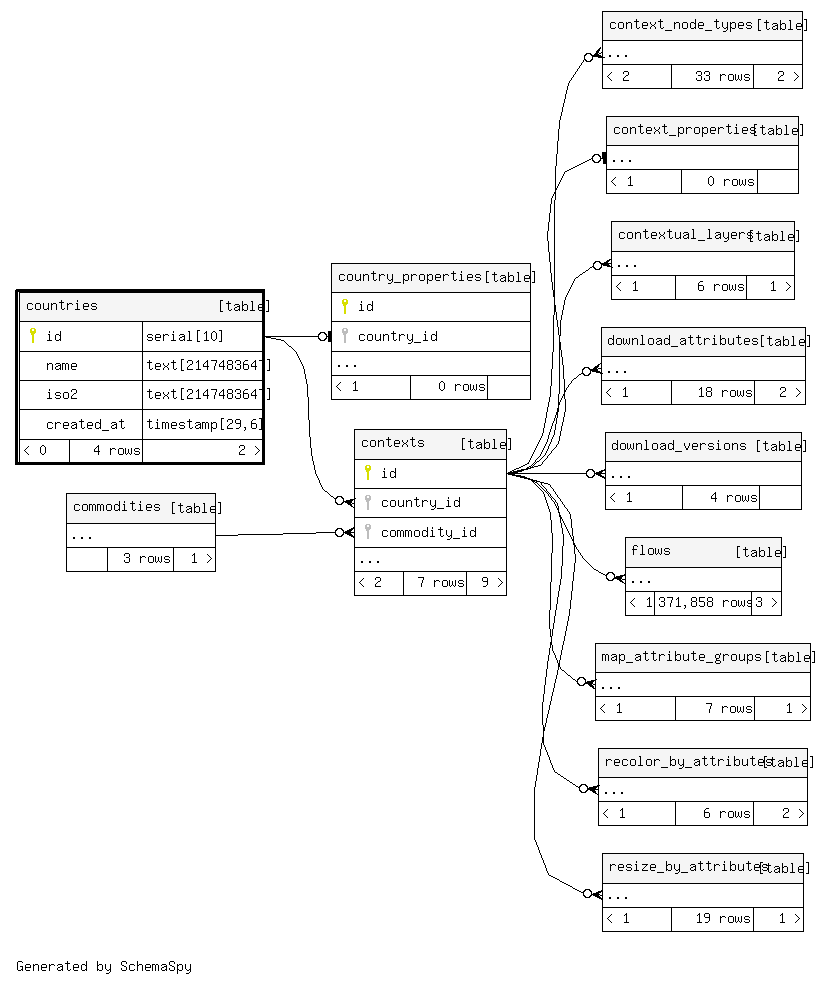 context_node_types [table]
...
< 2 33 rows 2 >
context_properties [table]
...
< 1 0 rows
contextual_layers [table]
...
< 1 6 rows 1 >
country_properties [table]
id
country_id
...
< 1 0 rows
countries [table]
id serial[10]
name text[2147483647]
iso2 text[2147483647]
created_at timestamp[29,6]
< 0 4 rows 2 >
download_attributes [table]
...
< 1 18 rows 2 >
contexts [table]
id
country_id
commodity_id
...
< 2 7 rows 9 >
download_versions [table]
...
< 1 4 rows
commodities [table]
...
3 rows 1 >
flows [table]
...
< 1 371,858 rows 3 >
map_attribute_groups [table]
...
< 1 7 rows 1 >
recolor_by_attributes [table]
...
< 1 6 rows 2 >
resize_by_attributes [table]
...
< 1 19 rows 1 >
Generated by SchemaSpy